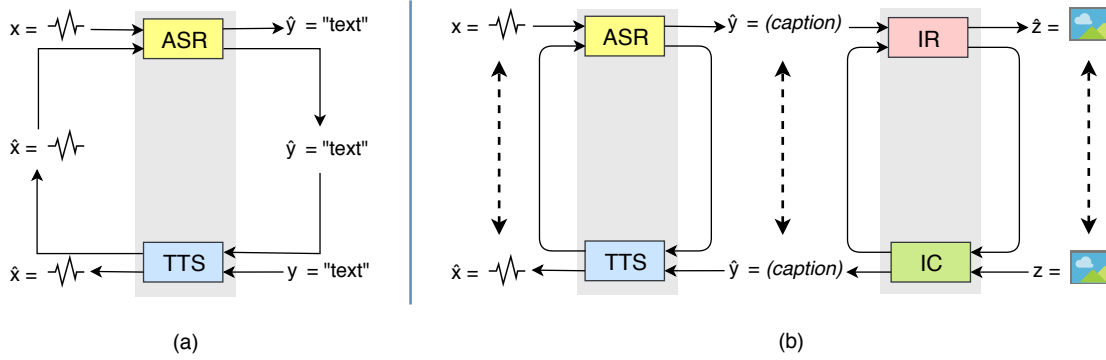 x = ASR ŷ = "text"
x̂ = ŷ = "text"
x̂ = TTS y = "text"
(a)
x = ASR ŷ = (caption) IR ẑ =
x̂ = TTS ŷ = (caption) IC z =
(b)